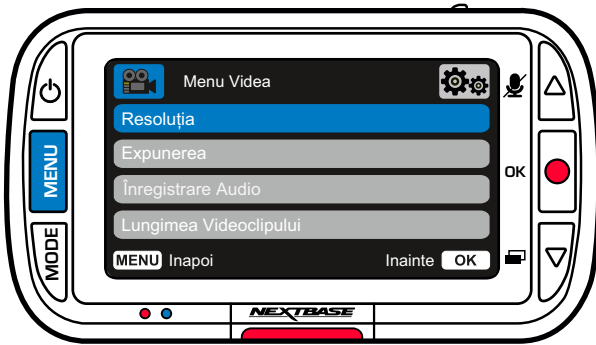 Menu Videa
Resoluția
Expunerea
Înregistrare Audio
Lungimea Videoclipului
MENU Inapoi Inainte OK
MENU
MODE
OK
NEXTBASE